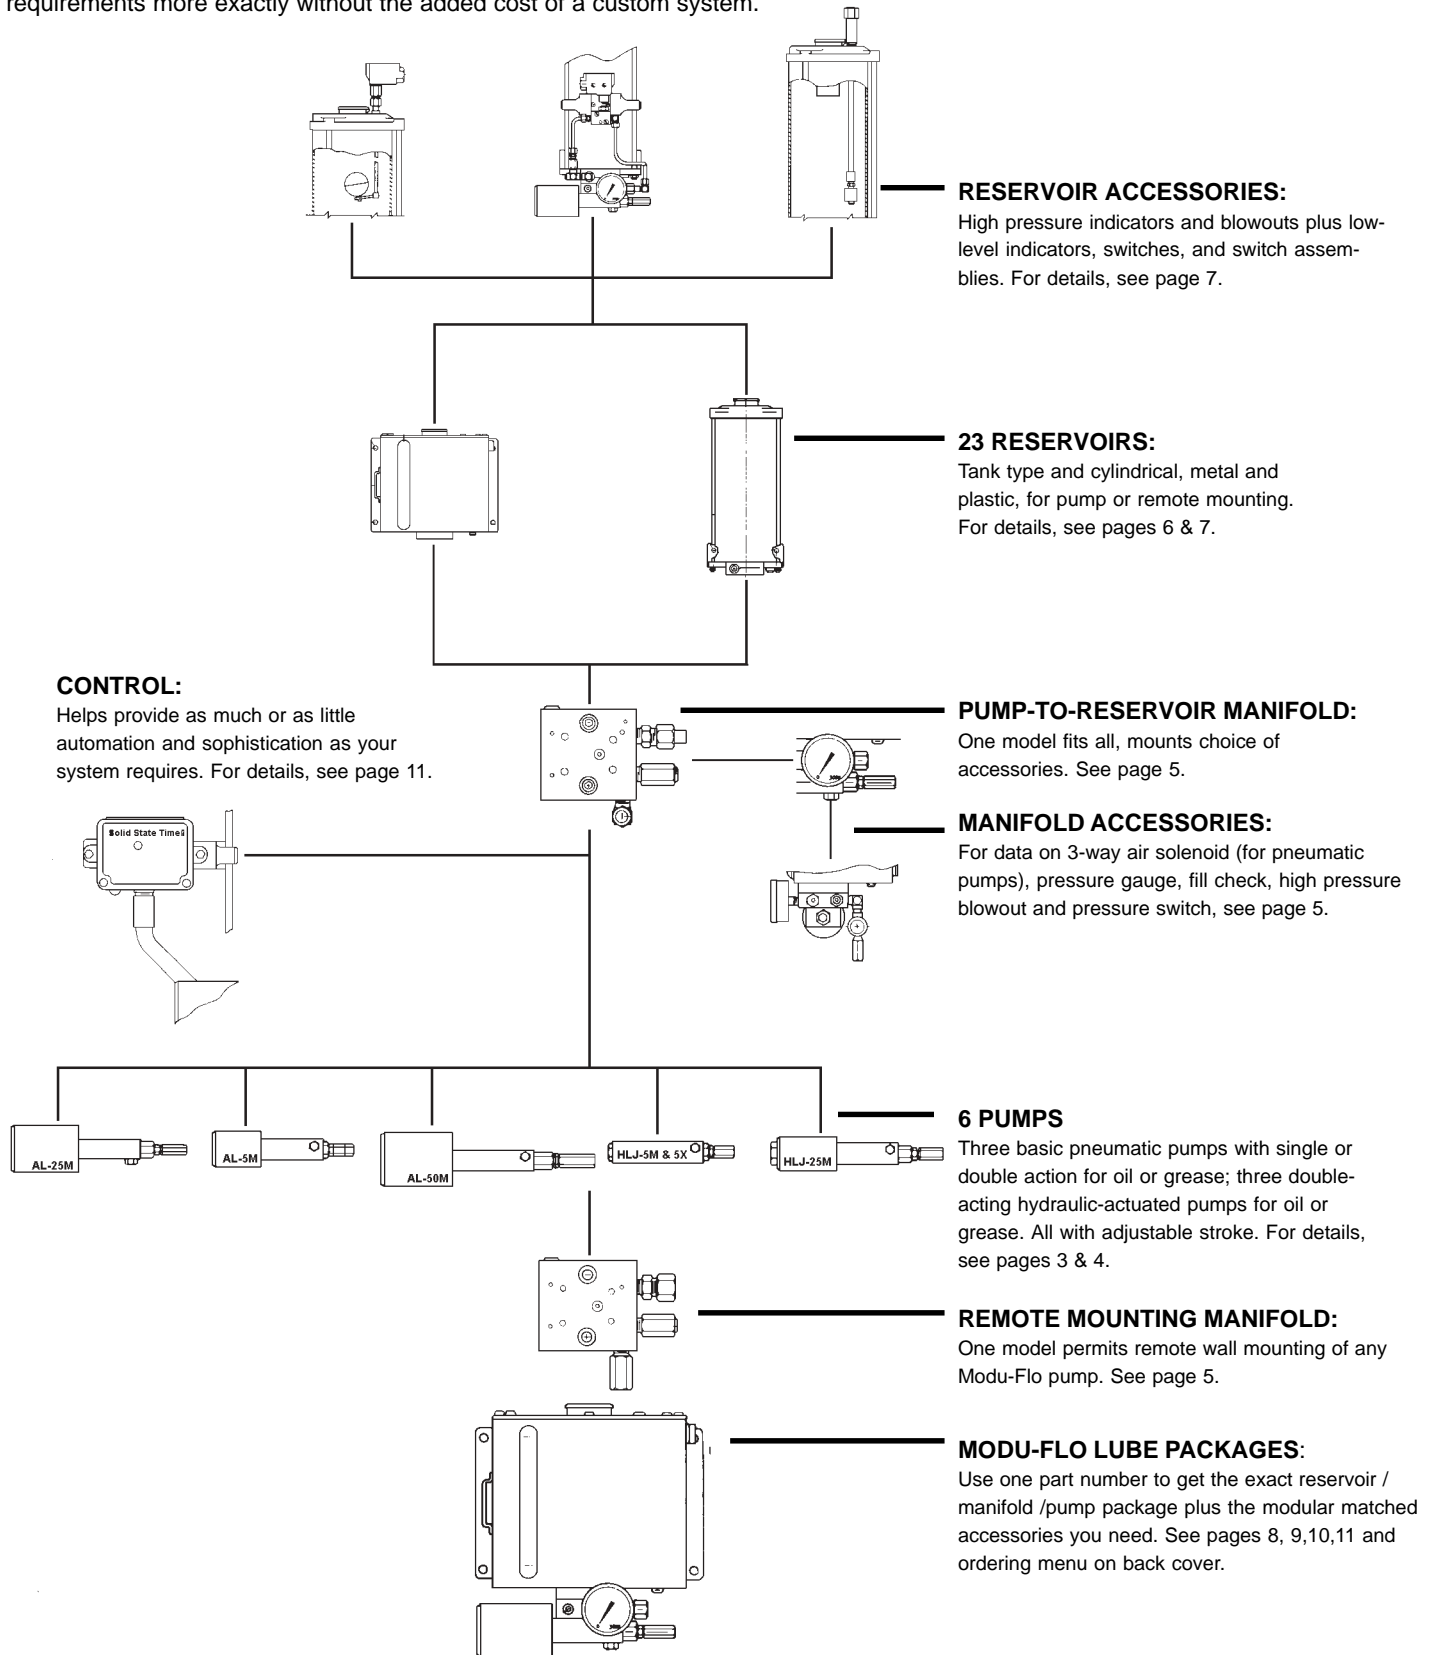 requirements more exactly without the added cost of a custom system.
RESERVOIR ACCESSORIES:
High pressure indicators and blowouts plus low-
level indicators, switches, and switch assem-
blies. For details, see page 7.
23 RESERVOIRS:
Tank type and cylindrical, metal and
plastic, for pump or remote mounting.
For details, see pages 6 & 7.
CONTROL:
Helps provide as much or as little
automation and sophistication as your
system requires. For details, see page 11.
Solid State Timer
PUMP-TO-RESERVOIR MANIFOLD:
One model fits all, mounts choice of
accessories. See page 5.
MANIFOLD ACCESSORIES:
For data on 3-way air solenoid (for pneumatic
pumps), pressure gauge, fill check, high pressure
blowout and pressure switch, see page 5.
AL-25M
AL-5M
AL-50M
HLJ-5M & 5X
HLJ-25M
6 PUMPS
Three basic pneumatic pumps with single or
double action for oil or grease; three double-
acting hydraulic-actuated pumps for oil or
grease. All with adjustable stroke. For details,
see pages 3 & 4.
REMOTE MOUNTING MANIFOLD:
One model permits remote wall mounting of any
Modu-Flo pump. See page 5.
MODU-FLO LUBE PACKAGES:
Use one part number to get the exact reservoir /
manifold /pump package plus the modular matched
accessories you need. See pages 8, 9,10,11 and
ordering menu on back cover.